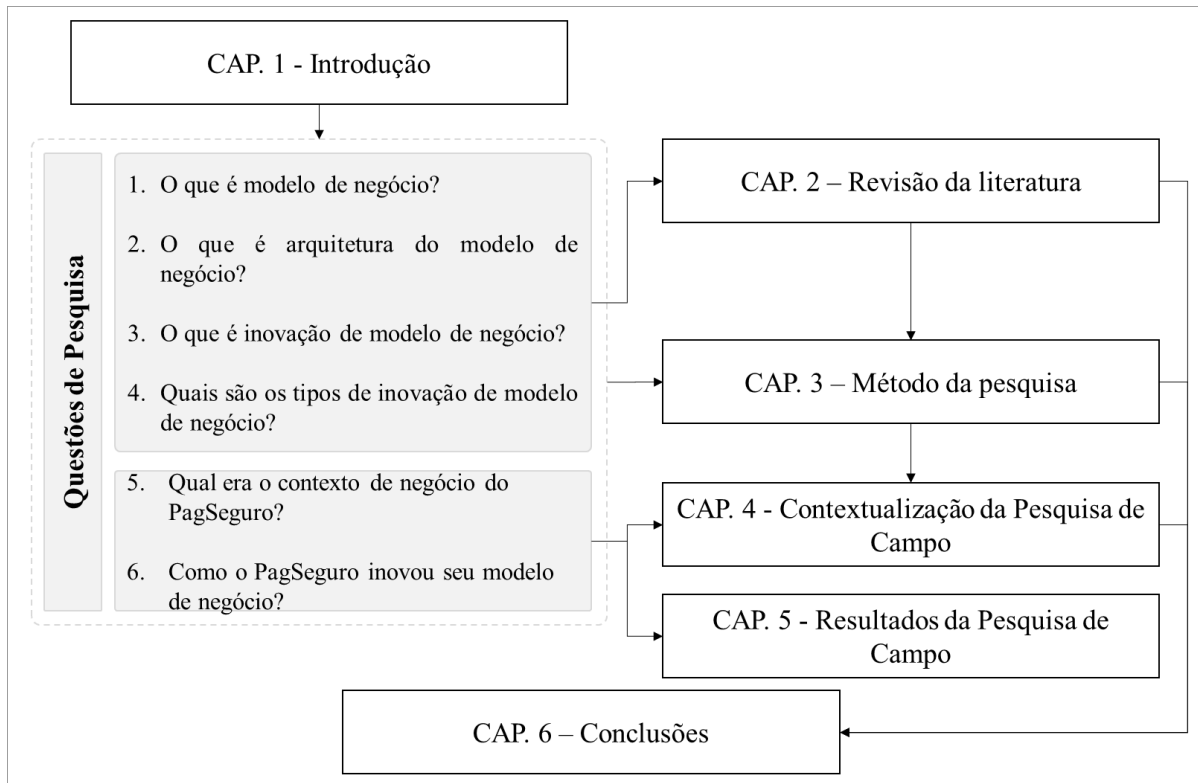 CAP. 1 - Introdução
Questões de Pesquisa
1. O que é modelo de negócio?
2. O que é arquitetura do modelo de
negócio?
3. O que é inovação de modelo de negócio?
4. Quais são os tipos de inovação de modelo
de negócio?
5. Qual era o contexto de negócio do
PagSeguro?
6. Como o PagSeguro inovou seu modelo
de negócio?
CAP. 2 – Revisão da literatura
CAP. 3 – Método da pesquisa
CAP. 4 - Contextualização da Pesquisa de
Campo
CAP. 5 - Resultados da Pesquisa de
Campo
CAP. 6 – Conclusões